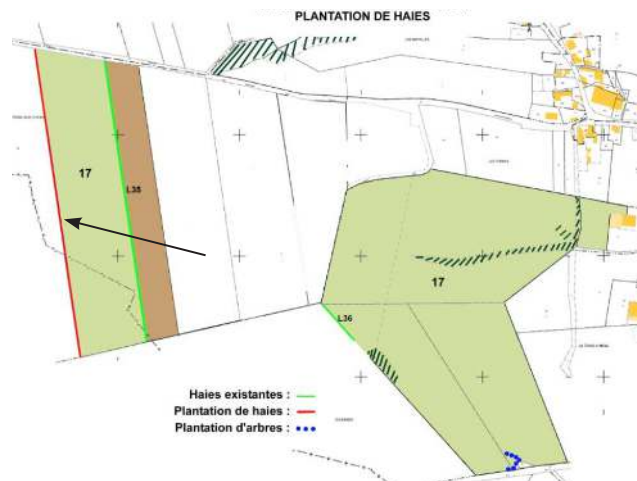 PLANTATION DE HAIES
17
L35
17
L36
Haies existantes :
Plantation de haies :
Plantation d'arbres :